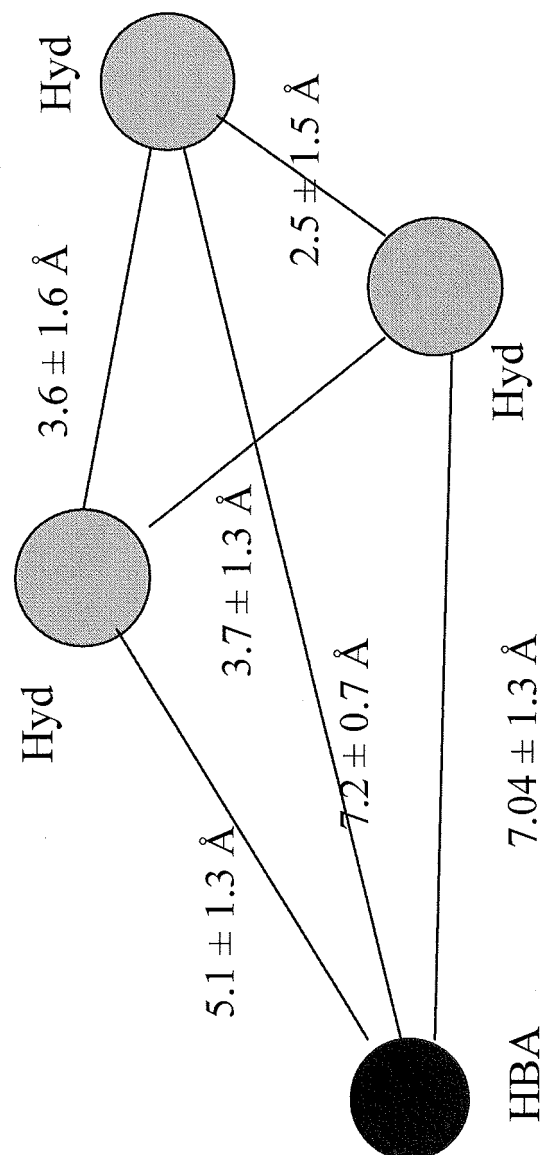 Hyd
3.6 ± 1.6 Å
2.5 ± 1.5 Å
Hyd
Hyd
3.7 ± 1.3 Å
7.2 ± 0.7 Å
5.1 ± 1.3 Å
7.04 ± 1.3 Å
HBA